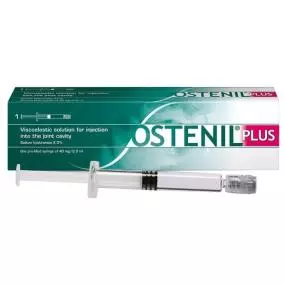 1
Viscoelastic solution for injection
into the joint cavity
Sodium hyaluronate 2.0%
One pre-filled syringe of 40 mg / 2.0 ml
OSTENIL® PLUS